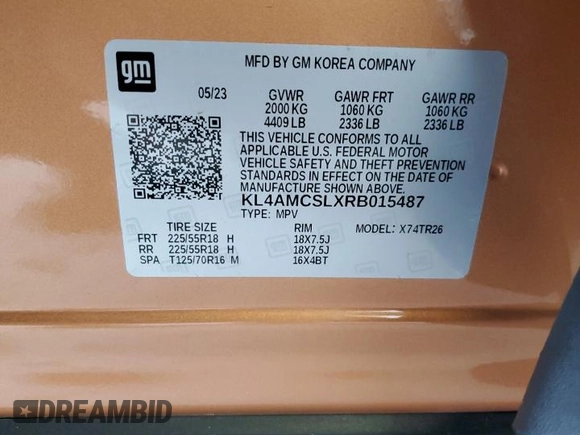 gm
MFD BY GM KOREA COMPANY
05/23 GVWR GAWR FRT GAWR RR
2000 KG 1060 KG 1060 KG
4409 LB 2336 LB 2336 LB
THIS VEHICLE CONFORMS TO ALL
APPLICABLE U.S. FEDERAL MOTOR
VEHICLE SAFETY AND THEFT PREVENTION
STANDARDS IN EFFECT ON THE DATE OF
MANUFACTURE SHOWN ABOVE.
KL4AMCSLXRB015487
TYPE: MPV MODEL: X74TR26
TIRE SIZE RIM
FRT 225/55R18 H 18X7.5J
RR 225/55R18 H 18X7.5J
SPA T125/70R16 M 16X4BT
DREAMBID